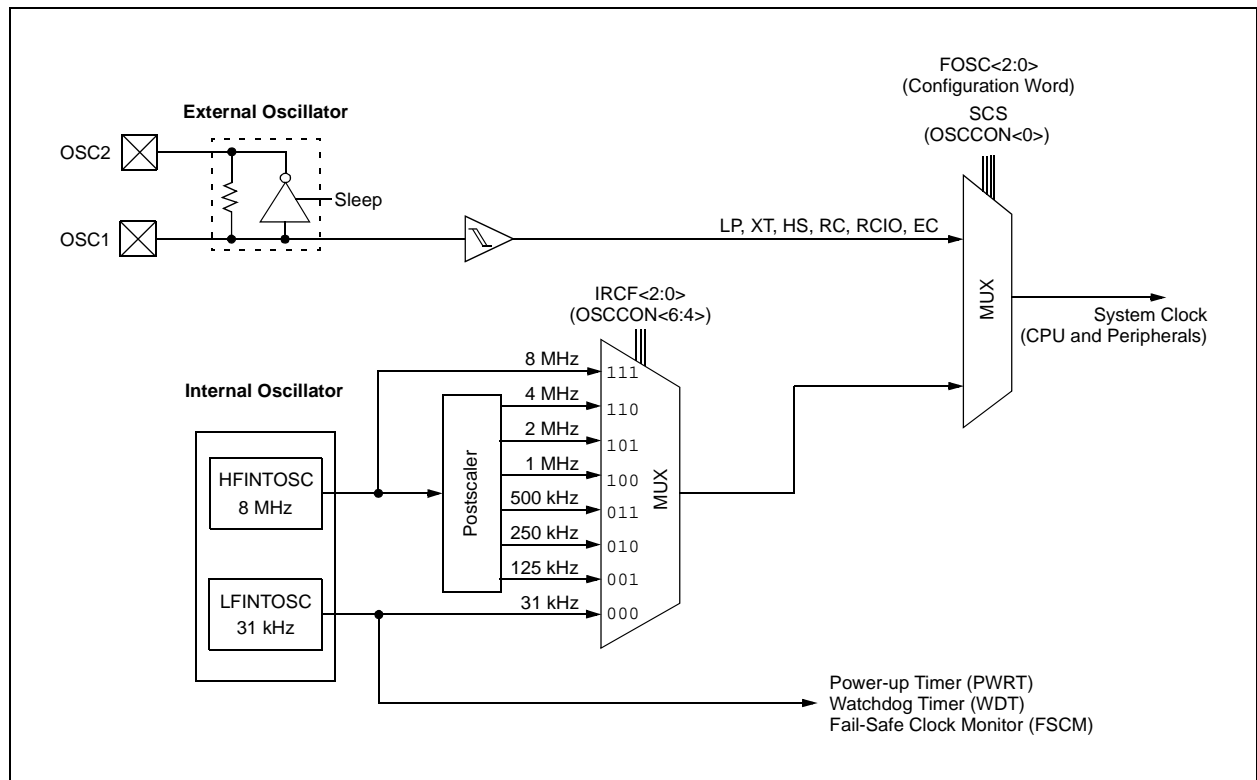 FOSC<2:0>
(Configuration Word)
SCS
(OSCCON<0>)
External Oscillator
OSC2
Sleep
OSC1
LP, XT, HS, RC, RCIO, EC
IRCF<2:0>
(OSCCON<6:4>)
MUX
System Clock
(CPU and Peripherals)
Internal Oscillator
HFINTOSC
8 MHz
LFINTOSC
31 kHz
Postscaler
8 MHz
111
4 MHz
110
2 MHz
101
1 MHz
100
500 kHz
011
250 kHz
010
125 kHz
001
31 kHz
000
MUX
Power-up Timer (PWRT)
Watchdog Timer (WDT)
Fail-Safe Clock Monitor (FSCM)